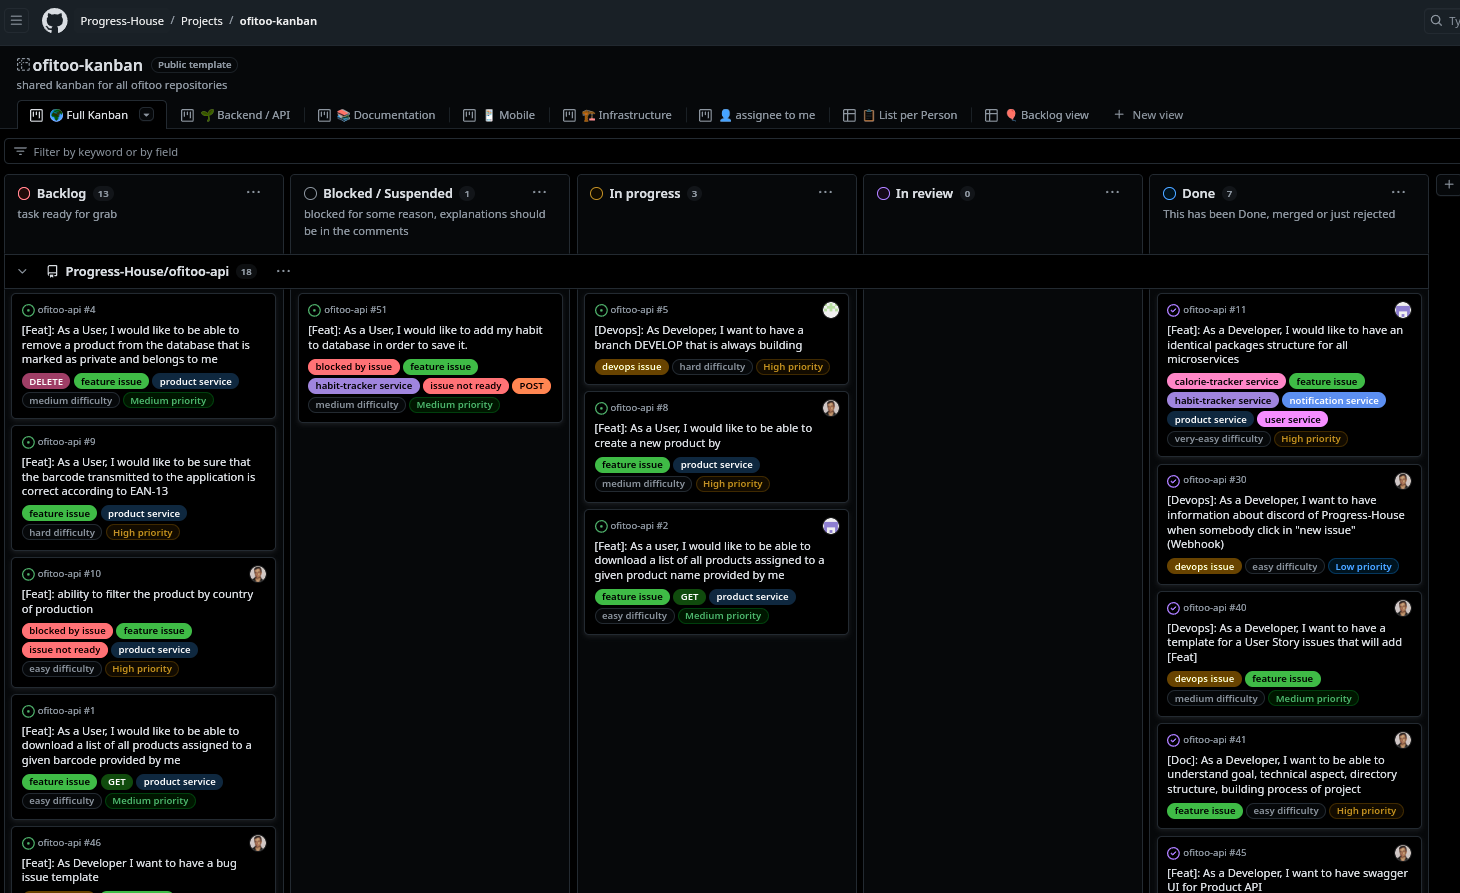 Progress-House / Projects / ofitoo-kanban
Ty
ofitoo-kanban Public template
shared kanban for all ofitoo repositories
Full Kanban
Backend / API
Documentation
Mobile
Infrastructure
assignee to me
List per Person
Backlog view
+ New view
Filter by keyword or by field
Backlog 13 ...
task ready for grab
Blocked / Suspended 1 ...
blocked for some reason, explanations should
be in the comments
In progress 3 ...
In review 0 ...
Done 7 ...
This has been Done, merged or just rejected
+
Progress-House/ofitoo-api 18 ...
ofitoo-api #4
[Feat]: As a User, I would like to be able to
remove a product from the database that is
marked as private and belongs to me
DELETE feature issue product service
medium difficulty Medium priority
ofitoo-api #9
[Feat]: As a User, I would like to be sure that
the barcode transmitted to the application is
correct according to EAN-13
feature issue product service
hard difficulty High priority
ofitoo-api #10
[Feat]: ability to filter the product by country
of production
blocked by issue feature issue
issue not ready product service
easy difficulty High priority
ofitoo-api #1
[Feat]: As a User, I would like to be able to
download a list of all products assigned to a
given barcode provided by me
feature issue GET product service
easy difficulty Medium priority
ofitoo-api #46
[Feat]: As Developer I want to have a bug
issue template
ofitoo-api #51
[Feat]: As a User, I would like to add my habit
to database in order to save it.
blocked by issue feature issue
habit-tracker service issue not ready POST
medium difficulty Medium priority
ofitoo-api #5
[Devops]: As Developer, I want to have a
branch DEVELOP that is always building
devops issue hard difficulty High priority
ofitoo-api #8
[Feat]: As a User, I would like to be able to
create a new product by
feature issue product service
medium difficulty High priority
ofitoo-api #2
[Feat]: As a user, I would like to be able to
download a list of all products assigned to a
given product name provided by me
feature issue GET product service
easy difficulty Medium priority
ofitoo-api #11
[Feat]: As a Developer, I would like to have an
identical packages structure for all
microservices
calorie-tracker service feature issue
habit-tracker service notification service
product service user service
very-easy difficulty High priority
ofitoo-api #30
[Devops]: As a Developer, I want to have
information about discord of Progress-House
when somebody click in "new issue"
(Webhook)
devops issue easy difficulty Low priority
ofitoo-api #40
[Devops]: As a Developer, I want to have a
template for a User Story issues that will add
[Feat]
devops issue feature issue
medium difficulty Medium priority
ofitoo-api #41
[Doc]: As a Developer, I want to be able to
understand goal, technical aspect, directory
structure, building process of project
feature issue easy difficulty High priority
ofitoo-api #45
[Feat]: As a Developer, I want to have swagger
UI for Product API